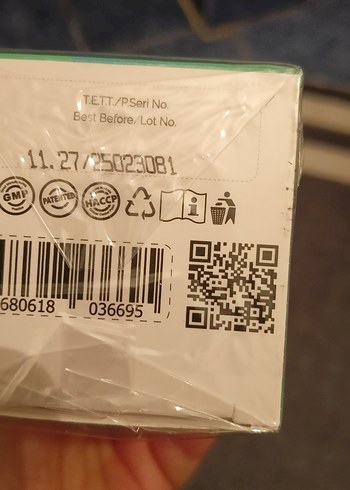 T.E.T.T./P.Seri No.
Best Before/Lot No.
11.27/25023081
GMP
PATENTED
HACCP
i
680618 036695